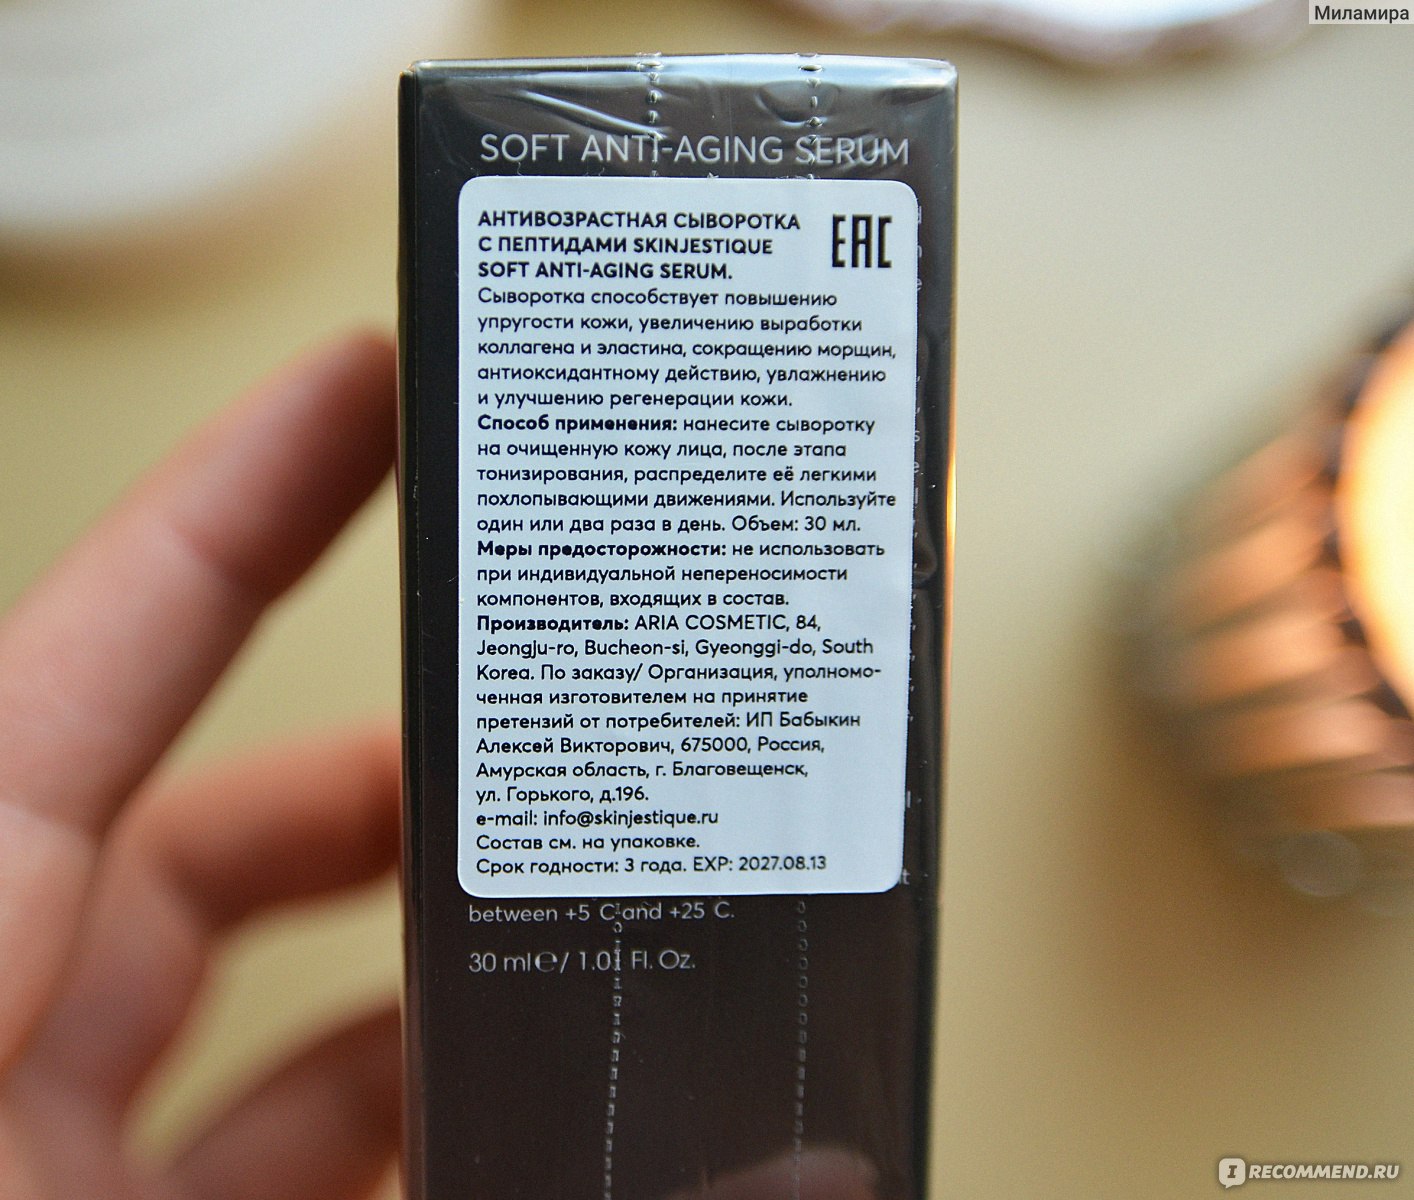 Миламира
SOFT ANTI-AGING SERUM
АНТИВОЗРАСТНАЯ СЫВОРОТКА
С ПЕПТИДАМИ SKINJESTIQUE
SOFT ANTI-AGING SERUM.
EAC
Сыворотка способствует повышению
упругости кожи, увеличению выработки
коллагена и эластина, сокращению морщин,
антиоксидантному действию, увлажнению
и улучшению регенерации кожи.
Способ применения: нанесите сыворотку
на очищенную кожу лица, после этапа
тонизирования, распределите её легкими
похлопывающими движениями. Используйте
один или два раза в день. Объем: 30 мл.
Меры предосторожности: не использовать
при индивидуальной непереносимости
компонентов, входящих в состав.
Производитель: ARIA COSMETIC, 84,
Jeongju-ro, Bucheon-si, Gyeonggi-do, South
Korea. По заказу/ Организация, уполномо-
ченная изготовителем на принятие
претензий от потребителей: ИП Бабыкин
Алексей Викторович, 675000, Россия,
Амурская область, г. Благовещенск,
ул. Горького, д.196.
e-mail: info@skinjestique.ru
Состав см. на упаковке.
Срок годности: 3 года. EXP: 2027.08.13
between +5 C and +25 C.
30 ml ℮ / 1.01 Fl. Oz.
IRECOMMEND.RU